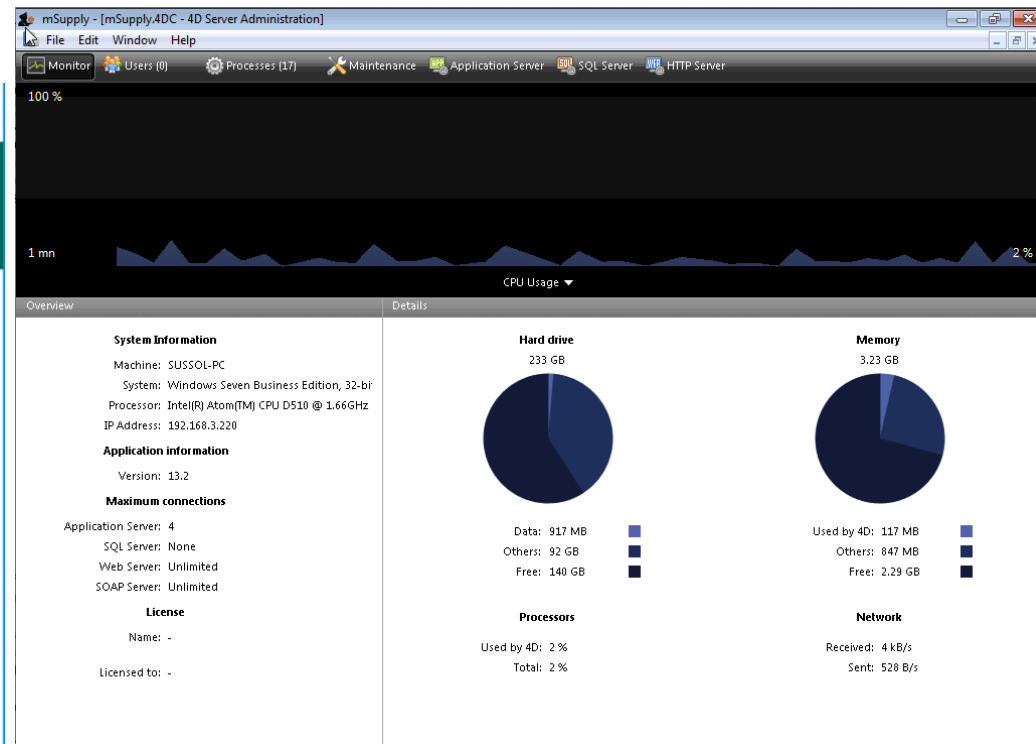 mSupply - [mSupply.4DC - 4D Server Administration]
File Edit Window Help
Monitor Users (0) Processes (17) Maintenance Application Server SQL Server HTTP Server
100 %
1 mn
2 %
CPU Usage
Overview
Details
System Information
Machine: SUSSOL-PC
System: Windows Seven Business Edition, 32-bi
Processor: Intel(R) Atom(TM) CPU D510 @ 1.66GHz
IP Address: 192.168.3.220
Application information
Version: 13.2
Maximum connections
Application Server: 4
SQL Server: None
Web Server: Unlimited
SOAP Server: Unlimited
License
Name: -
Licensed to: -
Hard drive
233 GB
Data: 917 MB
Others: 92 GB
Free: 140 GB
Memory
3.23 GB
Used by 4D: 117 MB
Others: 847 MB
Free: 2.29 GB
Processors
Used by 4D: 2 %
Total: 2 %
Network
Received: 4 kB/s
Sent: 528 B/s